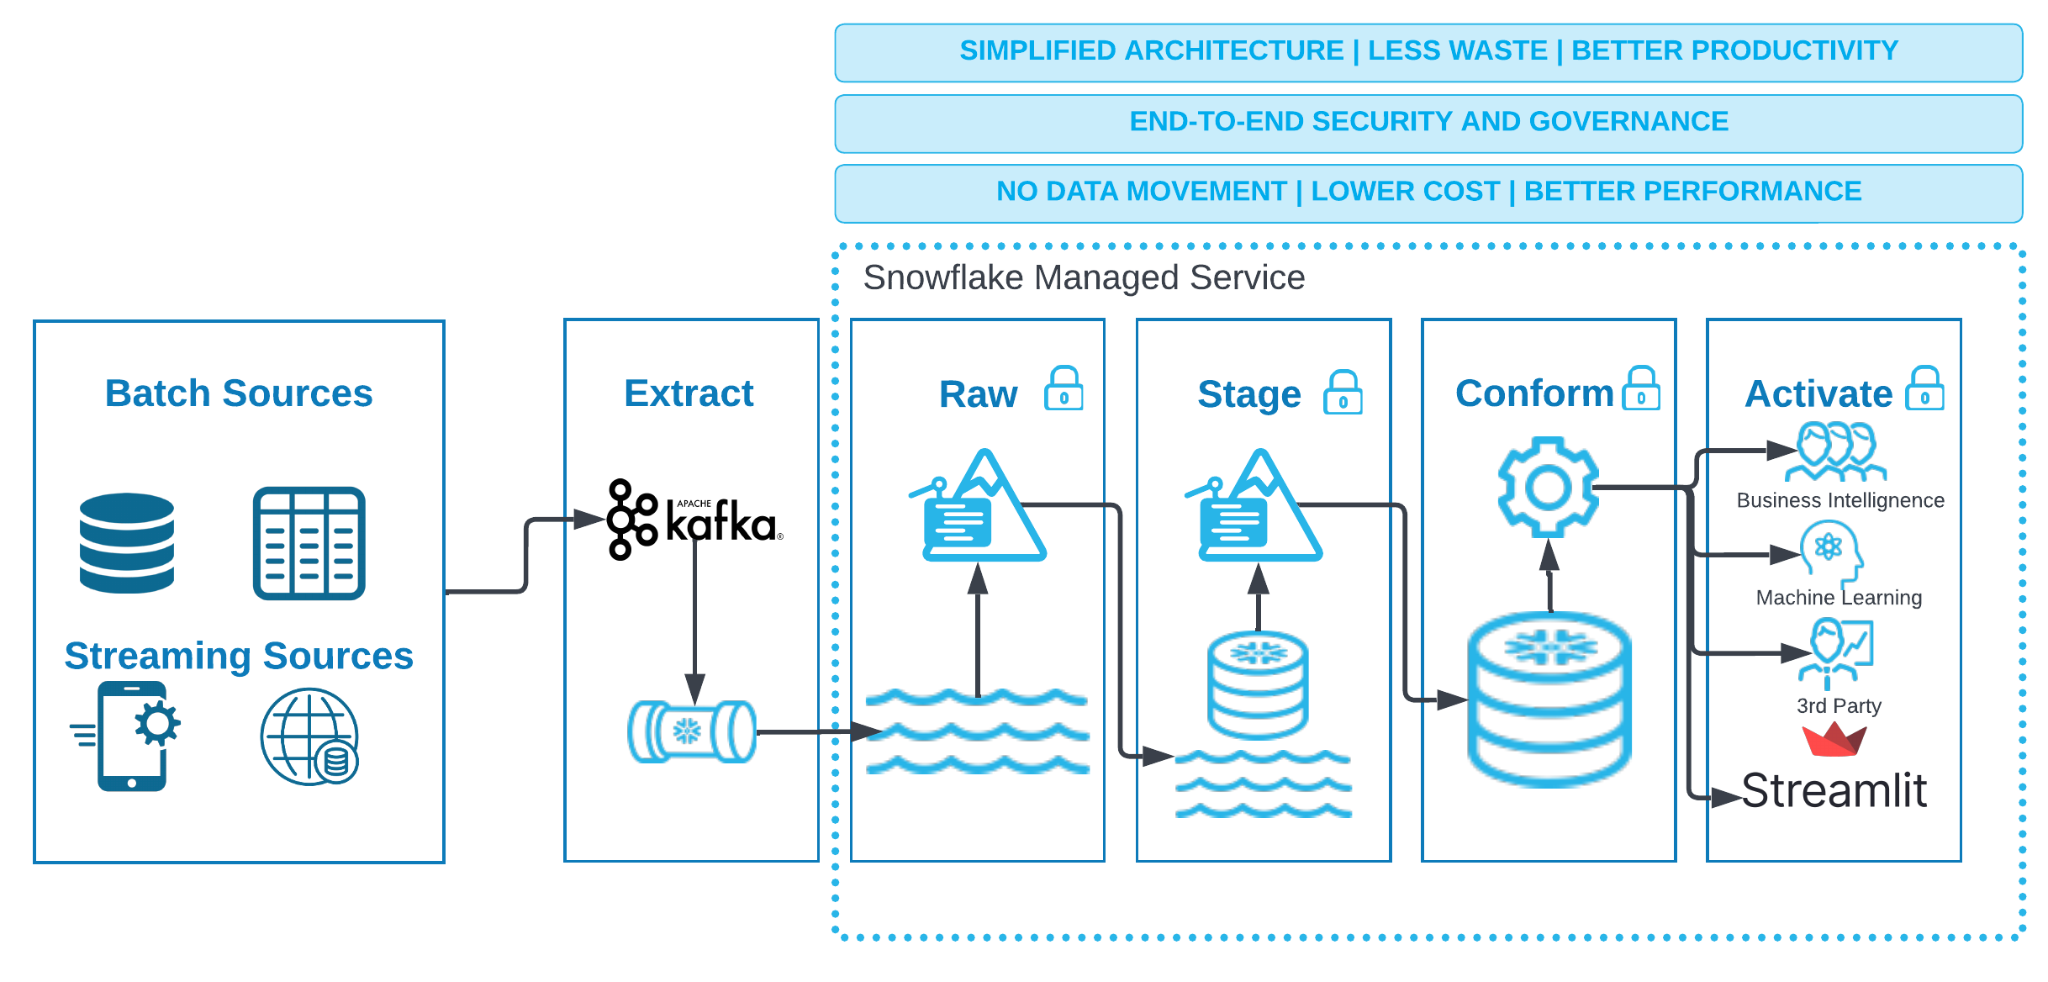 SIMPLIFIED ARCHITECTURE | LESS WASTE | BETTER PRODUCTIVITY
END-TO-END SECURITY AND GOVERNANCE
NO DATA MOVEMENT | LOWER COST | BETTER PERFORMANCE
Snowflake Managed Service
Batch Sources
Streaming Sources
Extract
APACHE
kafka®
Raw
Stage
Conform
Activate
Business Intellignence
Machine Learning
3rd Party
Streamlit